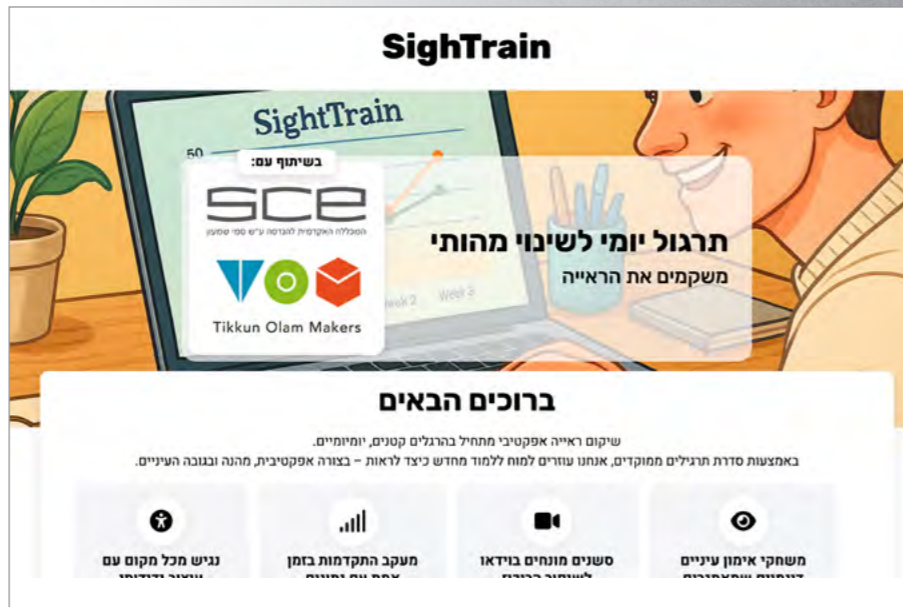 SighTrain
SightTrain
50
בשיתוף עם:
SCE
המכללה האקדמית להנדסה ע"ש סמי שמעון
TOM
Tikkun Olam Makers
Week 2
Week 3
תרגול יומי לשינוי מהותי
משקמים את הראייה
ברוכים הבאים
שיקום ראייה אפקטיבי מתחיל בהרגלים קטנים, יומיומיים.
באמצעות סדרת תרגילים ממוקדים, אנחנו עוזרים למוח ללמוד מחדש כיצד לראות – בצורה אפקטיבית, מהנה ובגובה העיניים.
משחקי אימון עיניים
סשנים מונחים בוידאו
מעקב התקדמות בזמן
נגיש מכל מקום עם